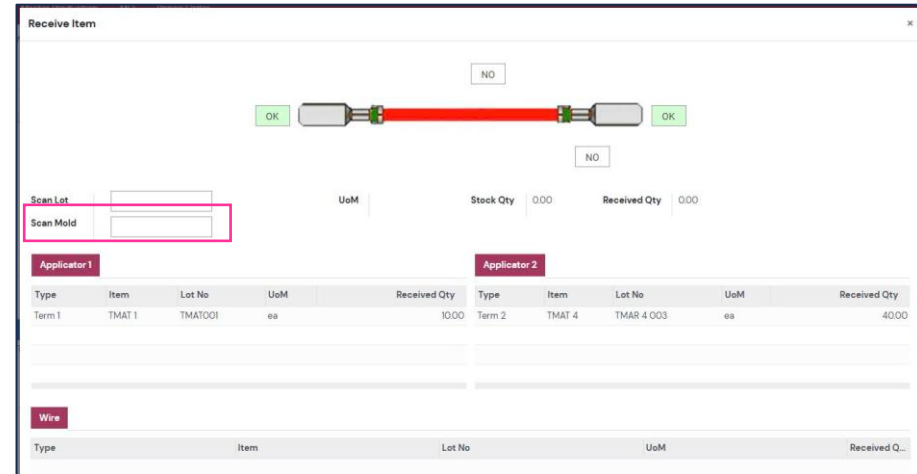 Receive Item ×
NO
OK OK
NO
Scan Lot UoM Stock Qty 0.00 Received Qty 0.00
Scan Mold
Applicator 1 Applicator 2
Type Item Lot No UoM Received Qty Type Item Lot No UoM Received Qty
Term 1 TMAT 1 TMAT001 ea 10.00 Term 2 TMAT 4 TMAR 4 003 ea 40.00
Wire
Type Item Lot No UoM Received Q...